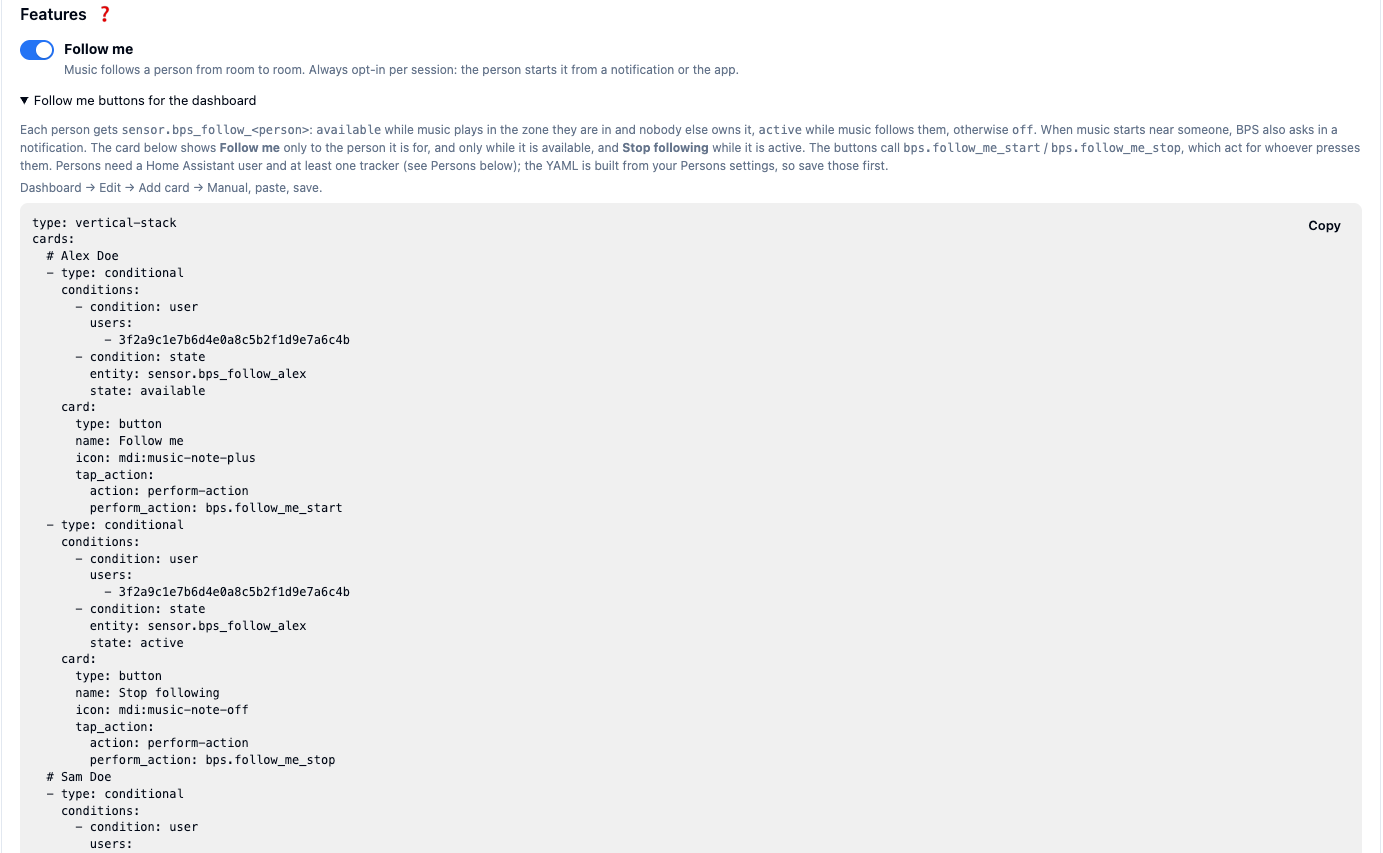 Features ❓
Follow me
Music follows a person from room to room. Always opt-in per session: the person starts it from a notification or the app.
▼ Follow me buttons for the dashboard
Each person gets sensor.bps_follow_<person>: available while music plays in the zone they are in and nobody else owns it, active while music follows them, otherwise off. When music starts near someone, BPS also asks in a
notification. The card below shows Follow me only to the person it is for, and only while it is available, and Stop following while it is active. The buttons call bps.follow_me_start / bps.follow_me_stop, which act for whoever presses
them. Persons need a Home Assistant user and at least one tracker (see Persons below); the YAML is built from your Persons settings, so save those first.
Dashboard → Edit → Add card → Manual, paste, save.
Copy
type: vertical-stack
cards:
  # Alex Doe
  - type: conditional
    conditions:
      - condition: user
        users:
          - 3f2a9c1e7b6d4e0a8c5b2f1d9e7a6c4b
      - condition: state
        entity: sensor.bps_follow_alex
        state: available
    card:
      type: button
      name: Follow me
      icon: mdi:music-note-plus
      tap_action:
        action: perform-action
        perform_action: bps.follow_me_start
  - type: conditional
    conditions:
      - condition: user
        users:
          - 3f2a9c1e7b6d4e0a8c5b2f1d9e7a6c4b
      - condition: state
        entity: sensor.bps_follow_alex
        state: active
    card:
      type: button
      name: Stop following
      icon: mdi:music-note-off
      tap_action:
        action: perform-action
        perform_action: bps.follow_me_stop
  # Sam Doe
  - type: conditional
    conditions:
      - condition: user
        users: